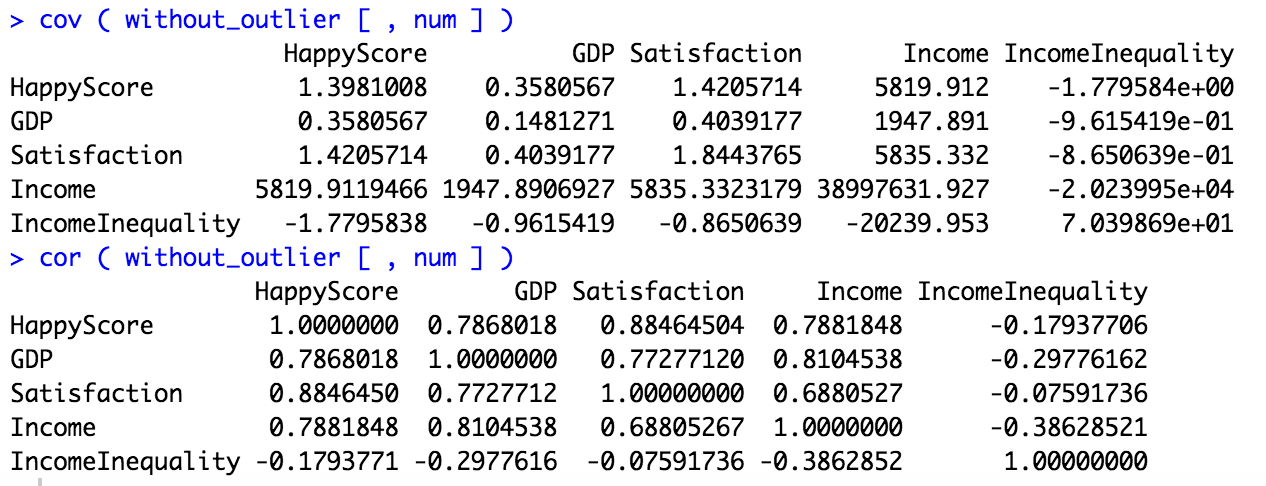 > cov ( without_outlier [ , num ] )
HappyScore GDP Satisfaction Income IncomeInequality
HappyScore 1.3981008 0.3580567 1.4205714 5819.912 -1.779584e+00
GDP 0.3580567 0.1481271 0.4039177 1947.891 -9.615419e-01
Satisfaction 1.4205714 0.4039177 1.8443765 5835.332 -8.650639e-01
Income 5819.9119466 1947.8906927 5835.3323179 38997631.927 -2.023995e+04
IncomeInequality -1.7795838 -0.9615419 -0.8650639 -20239.953 7.039869e+01
> cor ( without_outlier [ , num ] )
HappyScore GDP Satisfaction Income IncomeInequality
HappyScore 1.0000000 0.7868018 0.88464504 0.7881848 -0.17937706
GDP 0.7868018 1.0000000 0.77277120 0.8104538 -0.29776162
Satisfaction 0.8846450 0.7727712 1.00000000 0.6880527 -0.07591736
Income 0.7881848 0.8104538 0.68805267 1.0000000 -0.38628521
IncomeInequality -0.1793771 -0.2977616 -0.07591736 -0.3862852 1.00000000